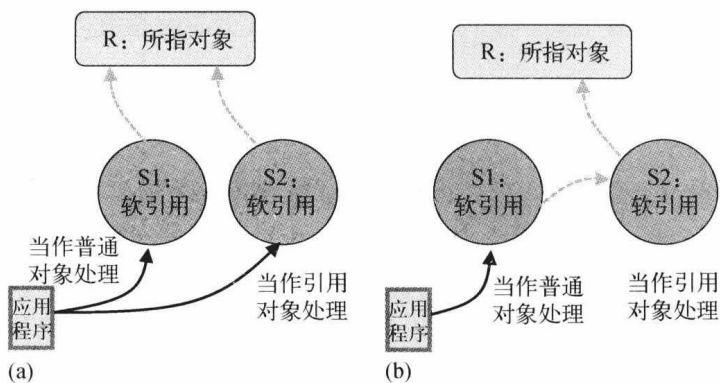 R：所指对象
S1：
软引用
S2：
软引用
当作普通
对象处理
当作引用
对象处理
应用
程序
(a)
R：所指对象
S1：
软引用
S2：
软引用
当作普通
对象处理
当作引用
对象处理
应用
程序
(b)